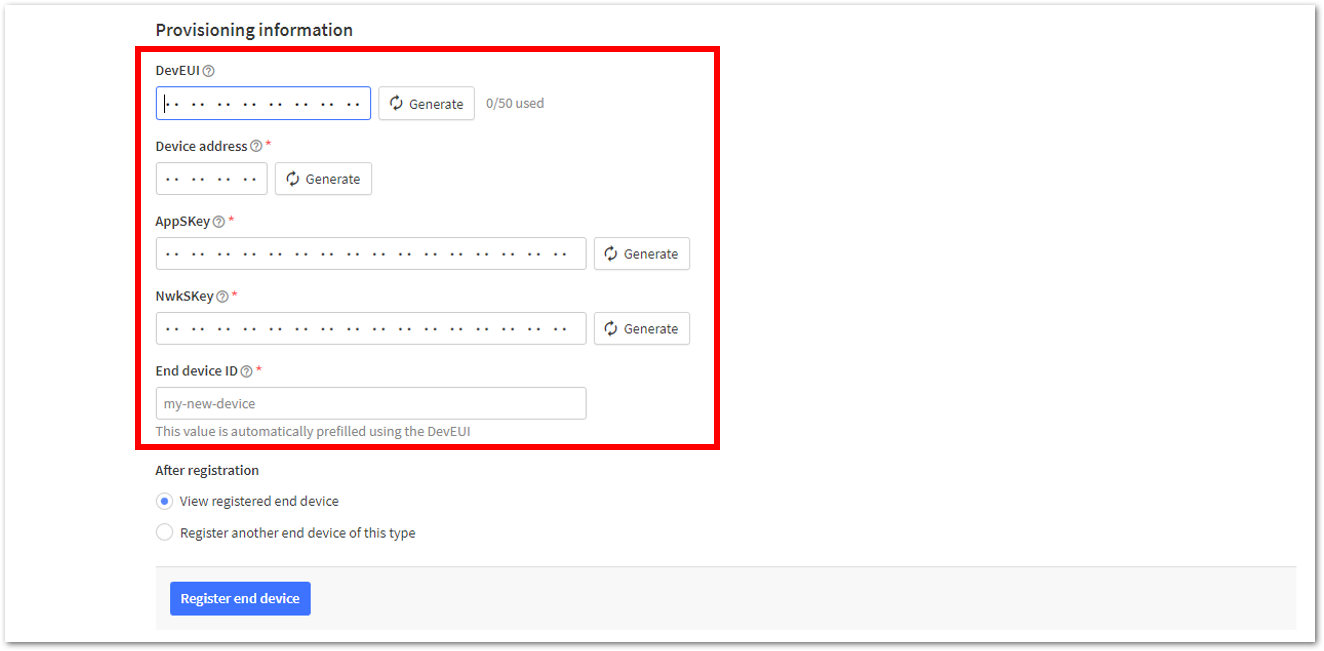 Provisioning information
DevEUI
·· ·· ·· ·· ·· ·· ·· ·· Generate 0/50 used
Device address *
·· ·· ·· ·· Generate
AppSKey *
·· ·· ·· ·· ·· ·· ·· ·· ·· ·· ·· ·· ·· ·· ·· ·· Generate
NwkSKey *
·· ·· ·· ·· ·· ·· ·· ·· ·· ·· ·· ·· ·· ·· ·· ·· Generate
End device ID *
my-new-device
This value is automatically prefilled using the DevEUI
After registration
View registered end device
Register another end device of this type
Register end device